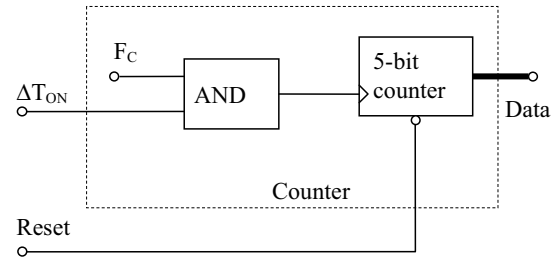 F_C
5-bit
counter
AND
ΔT_ON
Data
Counter
Reset